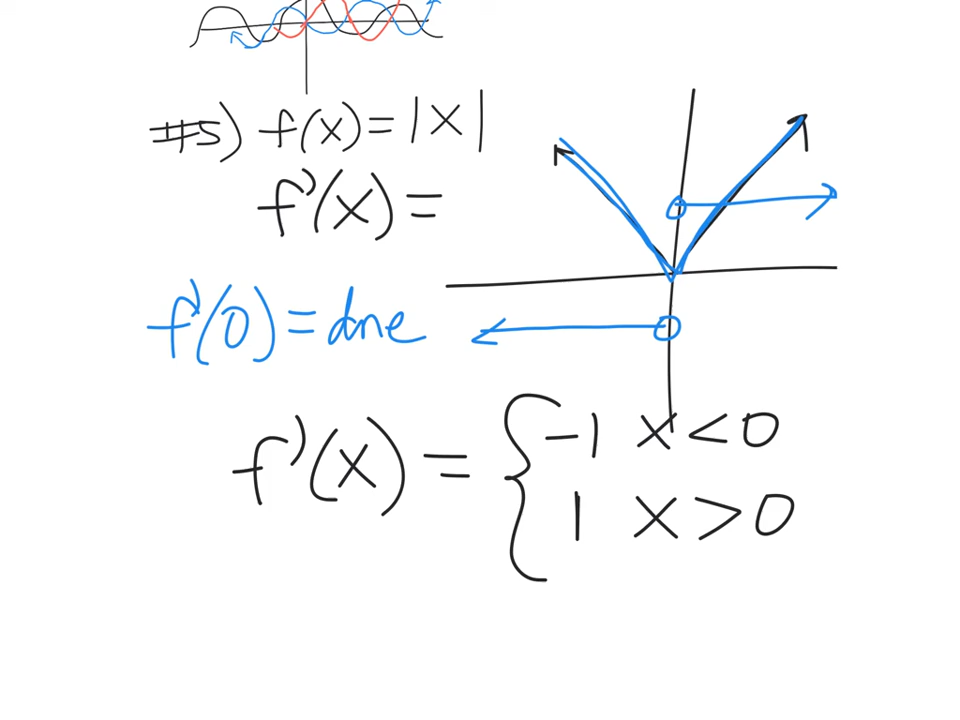 #5) f(x) = |x|
f'(x) =
f'(0) = dne
f'(x) = { -1 x < 0
1 x > 0